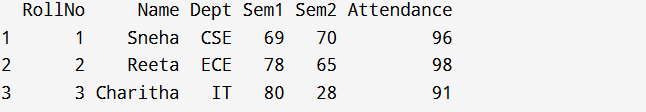 RollNo     Name Dept Sem1 Sem2 Attendance
1      1    Sneha  CSE   69   70         96
2      2    Reeta  ECE   78   65         98
3      3 Charitha   IT   80   28         91